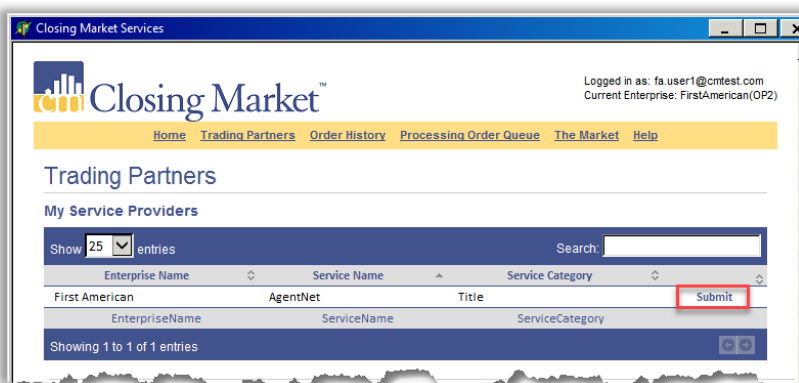 Closing Market Services
cm Closing Market™
Logged in as: fa.user1@cmtest.com
Current Enterprise: FirstAmerican(OP2)
Home Trading Partners Order History Processing Order Queue The Market Help
Trading Partners
My Service Providers
Show 25 entries Search:
Enterprise Name Service Name Service Category
First American AgentNet Title Submit
EnterpriseName ServiceName ServiceCategory
Showing 1 to 1 of 1 entries